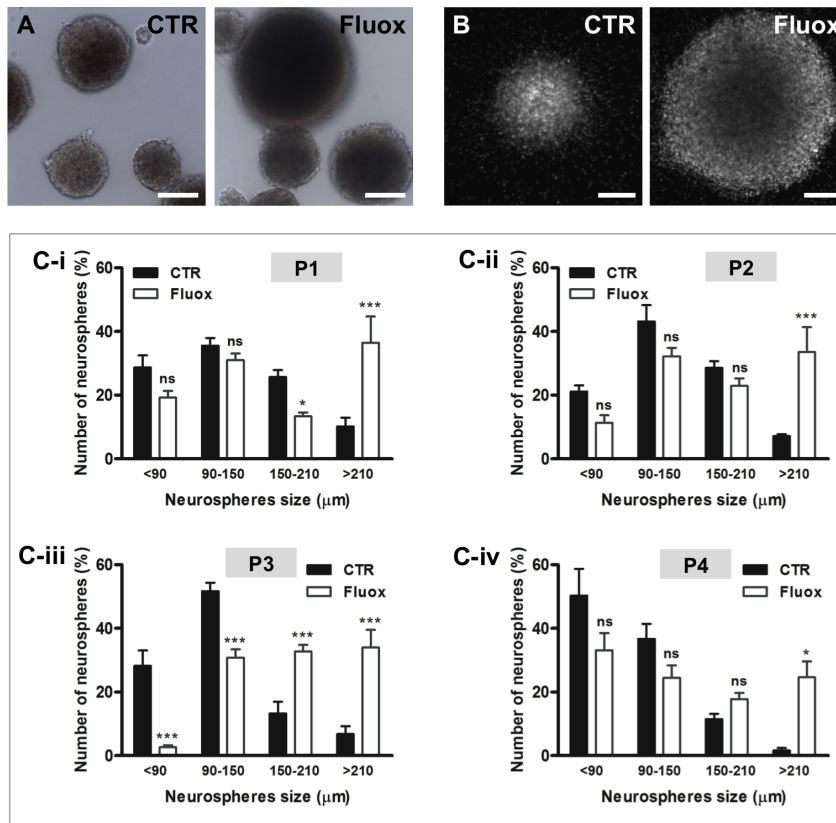 A CTR Fluox
B CTR Fluox
C-i
P1
CTR
Fluox
Number of neurospheres (%)
60
40
20
0
ns
ns
*
***
<90 90-150 150-210 >210
Neurospheres size (μm)
C-ii
P2
CTR
Fluox
Number of neurospheres (%)
60
40
20
0
ns
ns
ns
***
<90 90-150 150-210 >210
Neurospheres size (μm)
C-iii
P3
CTR
Fluox
Number of neurospheres (%)
60
40
20
0
***
***
***
***
<90 90-150 150-210 >210
Neurospheres size (μm)
C-iv
P4
CTR
Fluox
Number of neurospheres (%)
60
40
20
0
ns
ns
ns
*
<90 90-150 150-210 >210
Neurospheres size (μm)